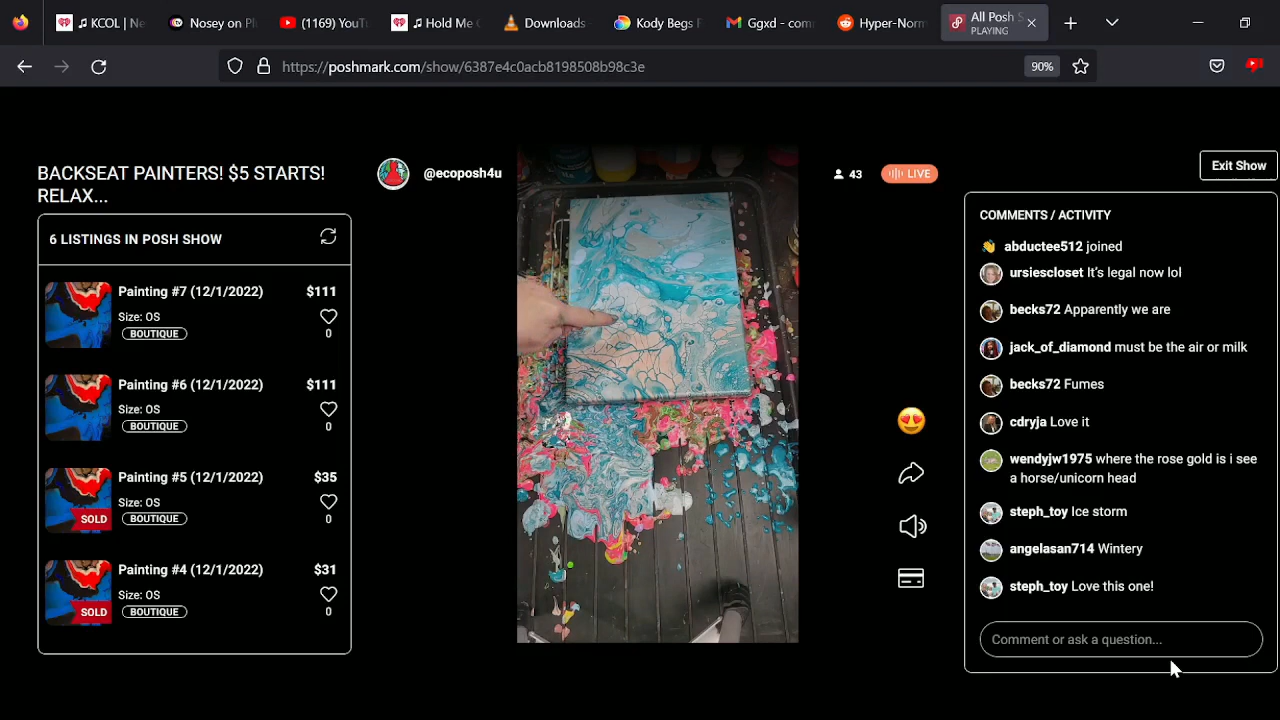 KCOL | Ne
Nosey on Pl
(1169) YouTu
Hold Me C
Downloads
Kody Begs F
Ggxd - com
Hyper-Norm
All Posh S
PLAYING
https://poshmark.com/show/6387e4c0acb8198508b98c3e
90%
BACKSEAT PAINTERS! $5 STARTS!
RELAX...
6 LISTINGS IN POSH SHOW
Painting #7 (12/1/2022) $111
Size: OS
BOUTIQUE 0
Painting #6 (12/1/2022) $111
Size: OS
BOUTIQUE 0
Painting #5 (12/1/2022) $35
Size: OS
SOLD BOUTIQUE 0
Painting #4 (12/1/2022) $31
Size: OS
SOLD BOUTIQUE 0
@ecoposh4u
43 LIVE
Exit Show
COMMENTS / ACTIVITY
abductee512 joined
ursiescloset It's legal now lol
becks72 Apparently we are
jack_of_diamond must be the air or milk
becks72 Fumes
cdryja Love it
wendyjw1975 where the rose gold is i see
a horse/unicorn head
steph_toy Ice storm
angelasan714 Wintery
steph_toy Love this one!
Comment or ask a question...